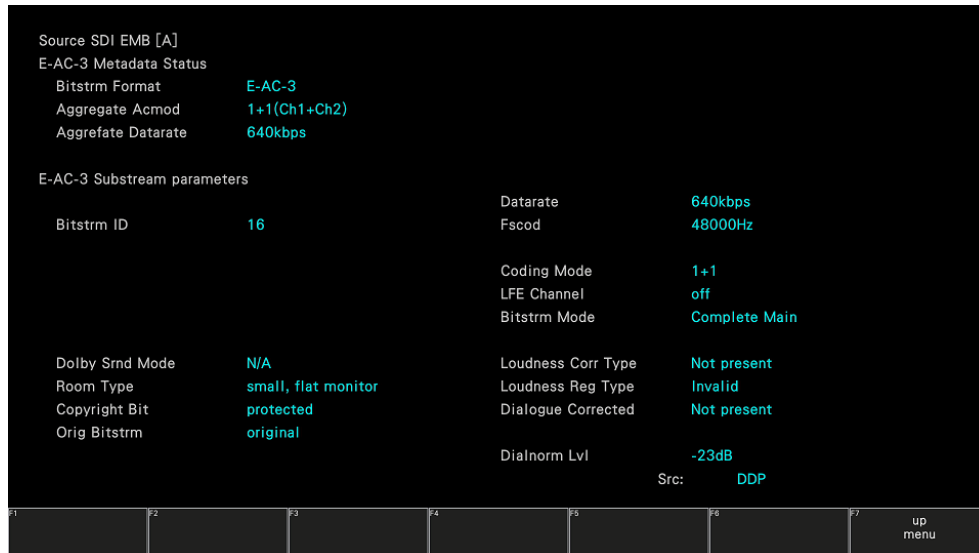 Source SDI EMB [A]
E-AC-3 Metadata Status
Bitstrm Format E-AC-3
Aggregate Acmod 1+1(Ch1+Ch2)
Aggrefate Datarate 640kbps
E-AC-3 Substream parameters
Datarate 640kbps
Bitstrm ID 16 Fscod 48000Hz
Coding Mode 1+1
LFE Channel off
Bitstrm Mode Complete Main
Dolby Srnd Mode N/A Loudness Corr Type Not present
Room Type small, flat monitor Loudness Reg Type Invalid
Copyright Bit protected Dialogue Corrected Not present
Orig Bitstrm original
Dialnorm Lvl -23dB
Src: DDP
F1 F2 F3 F4 F5 F6 F7 up
menu